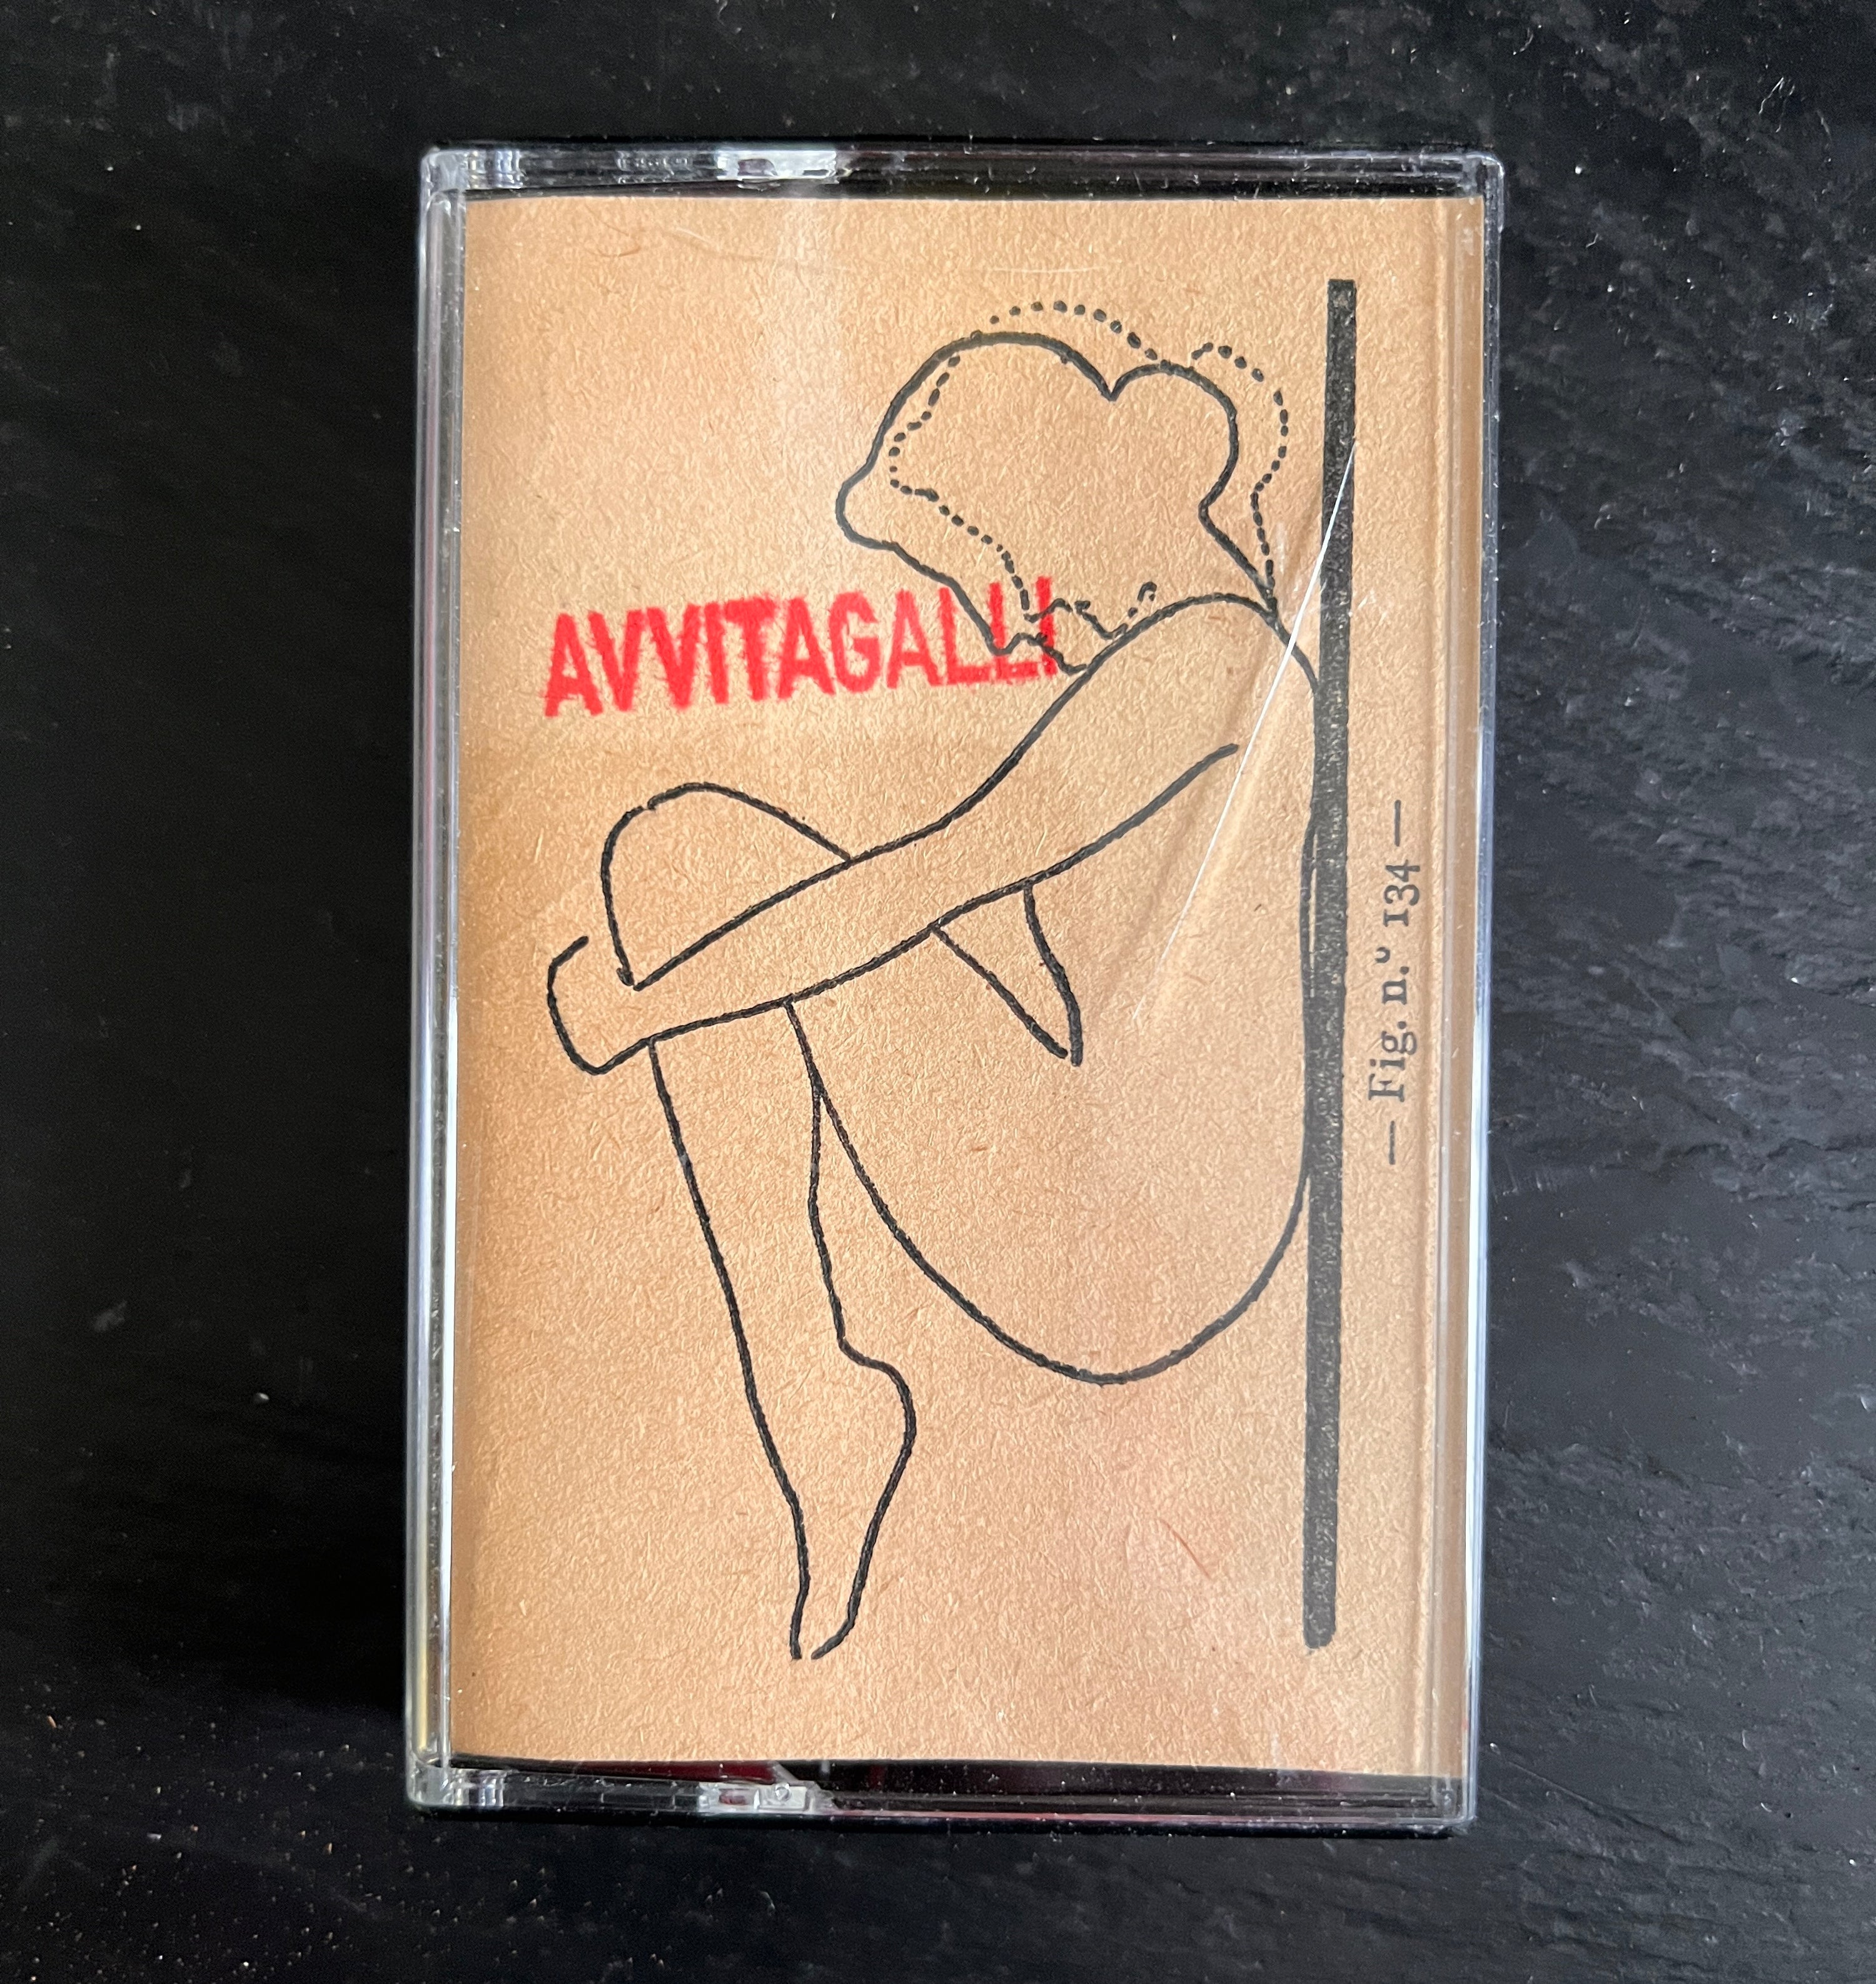 AVVITAGALLI
— Fig. n.º 134 —